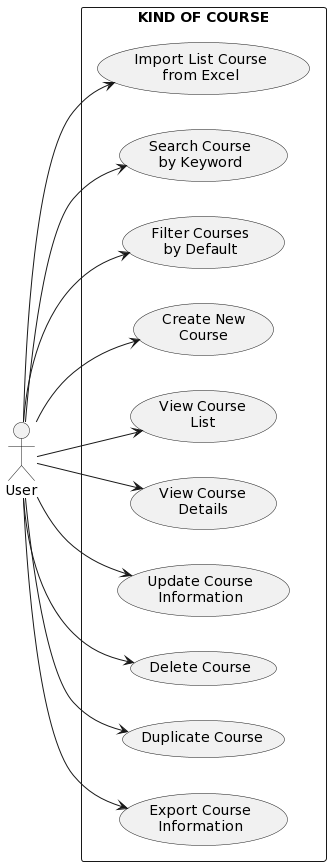 KIND OF COURSE
Import List Course
from Excel
Search Course
by Keyword
Filter Courses
by Default
Create New
Course
View Course
List
User
View Course
Details
Update Course
Information
Delete Course
Duplicate Course
Export Course
Information